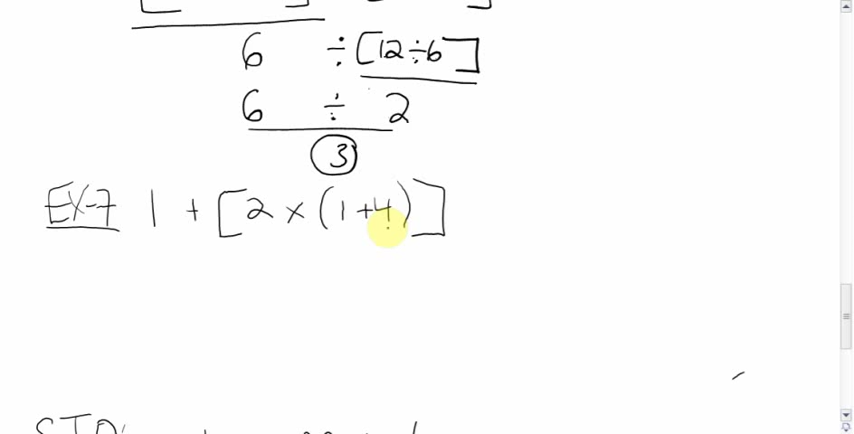 6 ÷ [12÷6]
6 ÷ 2
3
EX-7 1 + [2 × (1+4)]